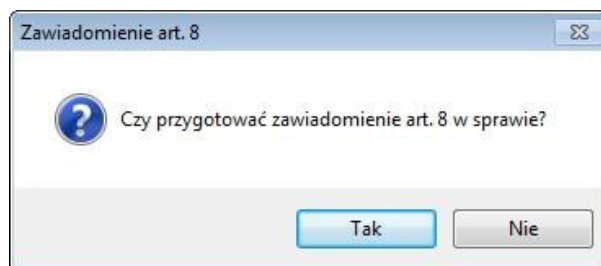 Zawiadomienie art. 8
Czy przygotować zawiadomienie art. 8 w sprawie?
Tak
Nie